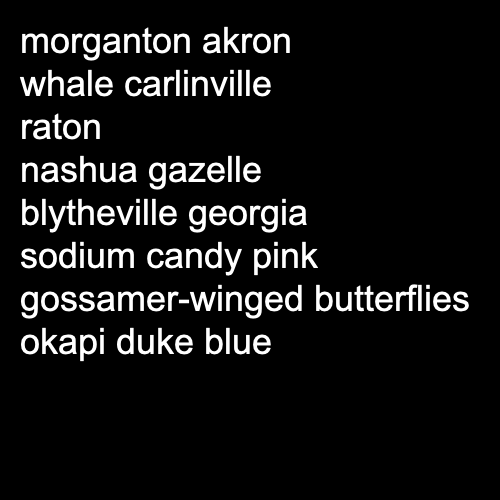 morganton akron
whale carlinville
raton
nashua gazelle
blytheville georgia
sodium candy pink
gossamer-winged butterflies
okapi duke blue